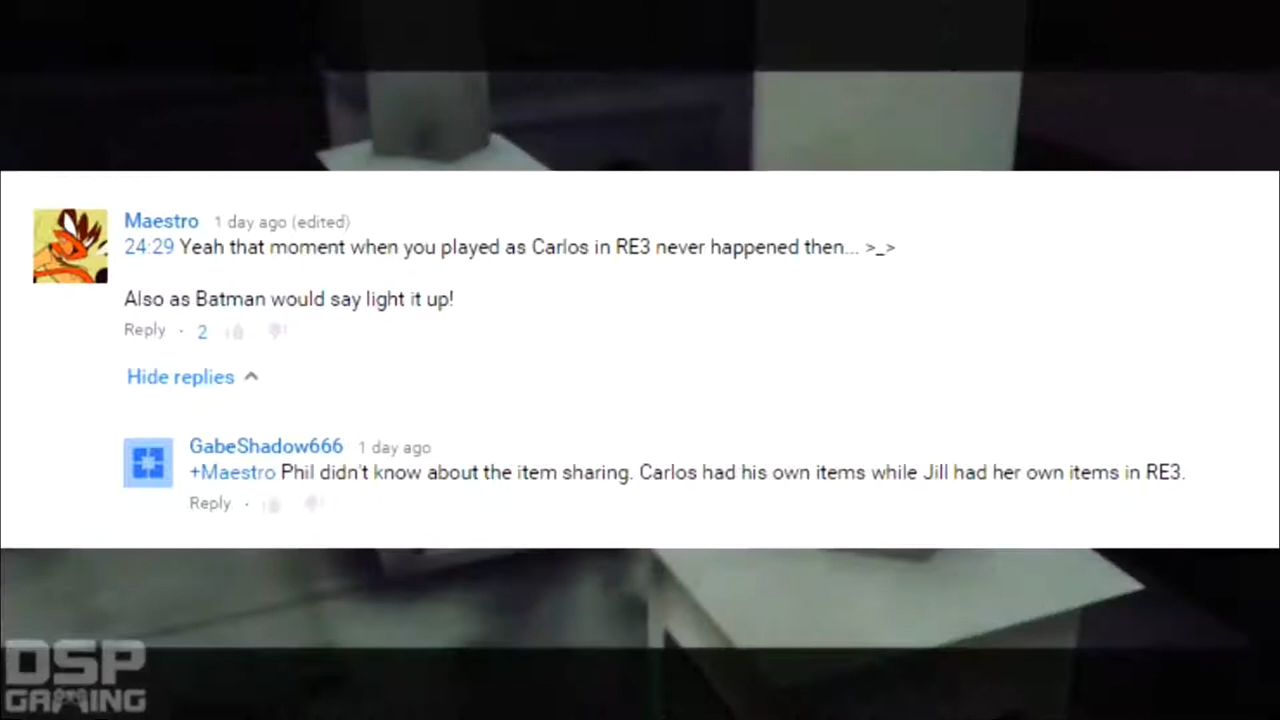 Maestro 1 day ago (edited)
24:29 Yeah that moment when you played as Carlos in RE3 never happened then... >_>
Also as Batman would say light it up!
Reply · 2
Hide replies
GabeShadow666 1 day ago
+Maestro Phil didn't know about the item sharing. Carlos had his own items while Jill had her own items in RE3.
Reply ·
DSP
GAMING